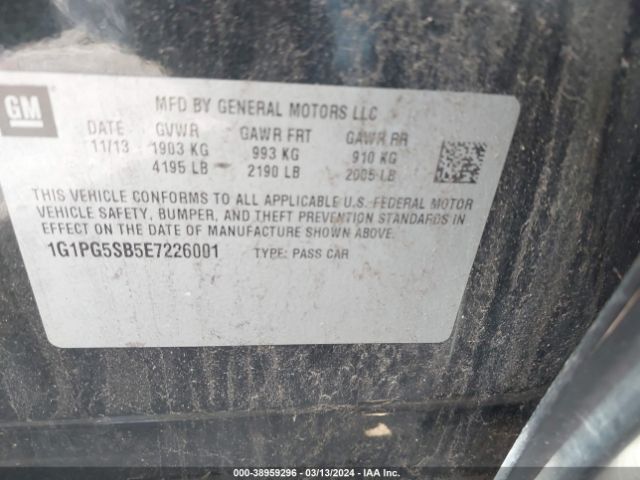 GM
MFD BY GENERAL MOTORS LLC
DATE GVWR GAWR FRT GAWR RR
11/13 1903 KG 993 KG 910 KG
4195 LB 2190 LB 2005 LB
THIS VEHICLE CONFORMS TO ALL APPLICABLE U.S. FEDERAL MOTOR
VEHICLE SAFETY, BUMPER, AND THEFT PREVENTION STANDARDS IN
EFFECT ON THE DATE OF MANUFACTURE SHOWN ABOVE.
1G1PG5SB5E7226001 TYPE: PASS CAR
000-38959296 - 03/13/2024 - IAA Inc.